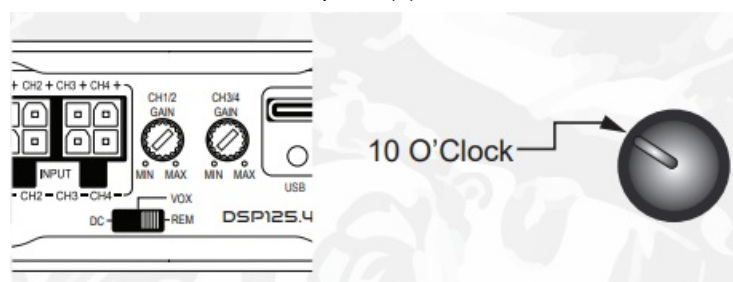 + CH2 + CH3 + CH4 +
CH1/2
GAIN
CH3/4
GAIN
MIN MAX
MIN MAX
INPUT
USB
- CH2 - CH3 - CH4 -
VOX
DC
REM
DSP125.4
10 O'Clock